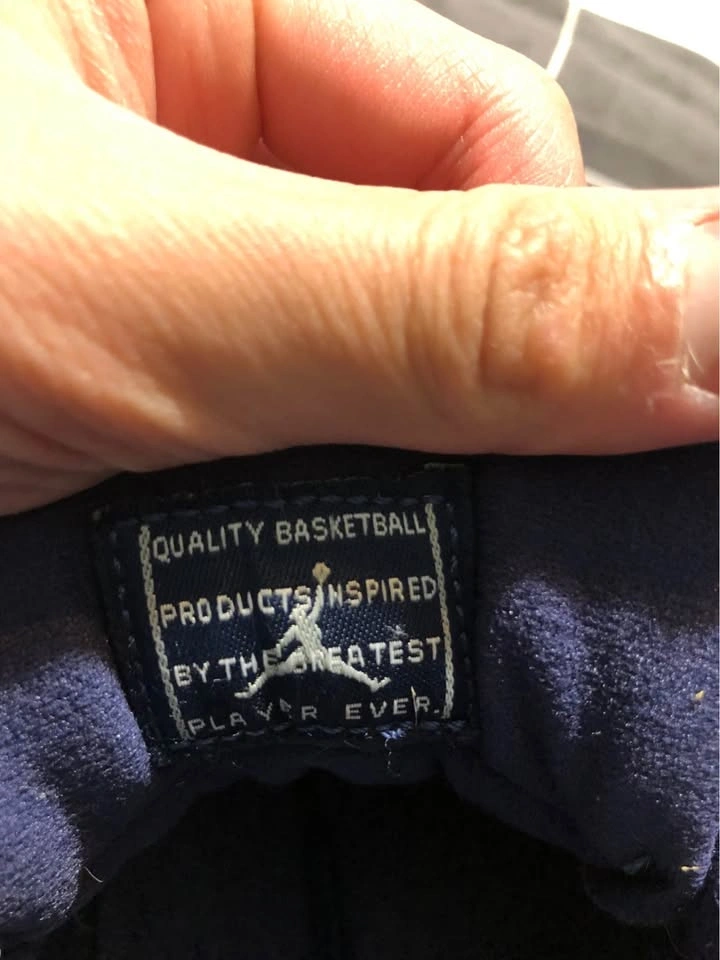 QUALITY BASKETBALL
PRODUCTS INSPIRED
BY THE GREATEST
PLAYER EVER.